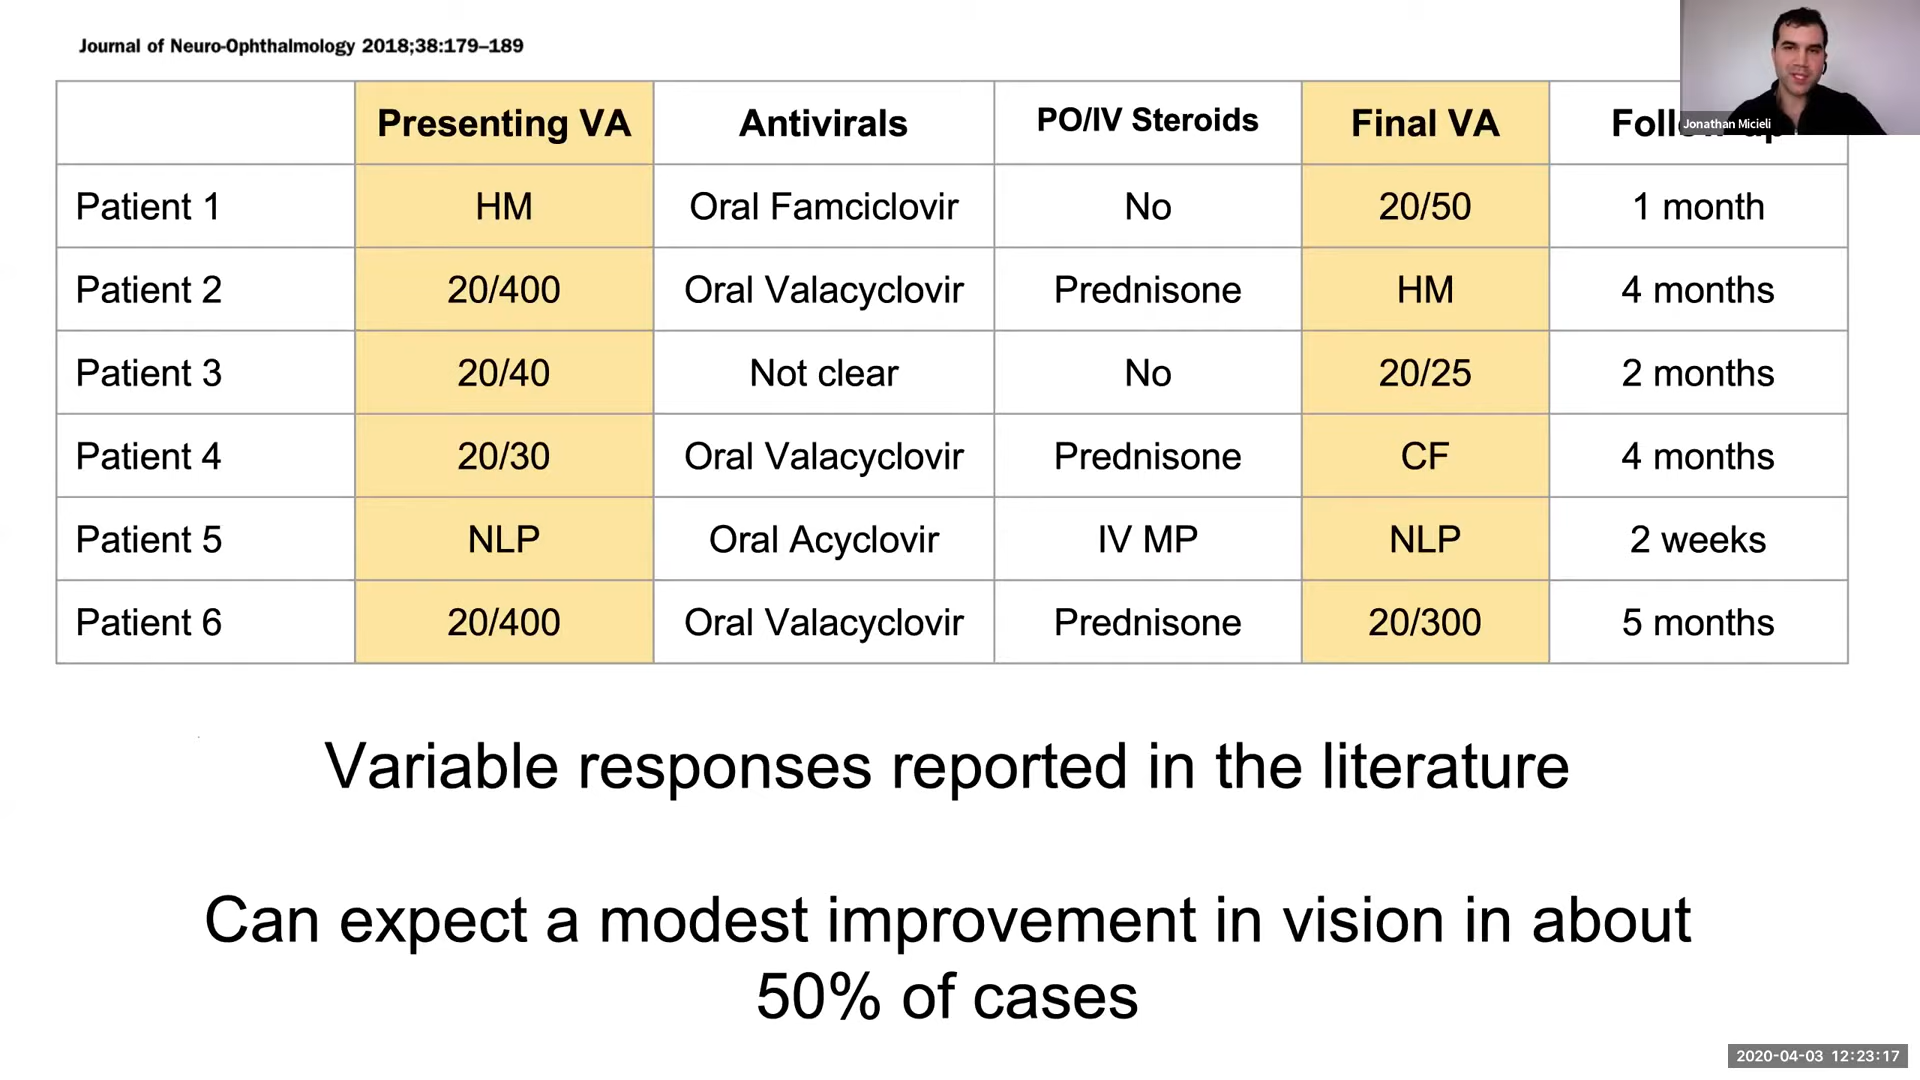 Journal of Neuro-Ophthalmology 2018;38:179–189
Presenting VA Antivirals PO/IV Steroids Final VA
Jonathan Micieli
Patient 1 HM Oral Famciclovir No 20/50 1 month
Patient 2 20/400 Oral Valacyclovir Prednisone HM 4 months
Patient 3 20/40 Not clear No 20/25 2 months
Patient 4 20/30 Oral Valacyclovir Prednisone CF 4 months
Patient 5 NLP Oral Acyclovir IV MP NLP 2 weeks
Patient 6 20/400 Oral Valacyclovir Prednisone 20/300 5 months
Variable responses reported in the literature
Can expect a modest improvement in vision in about
50% of cases
2020-04-03 12:23:17